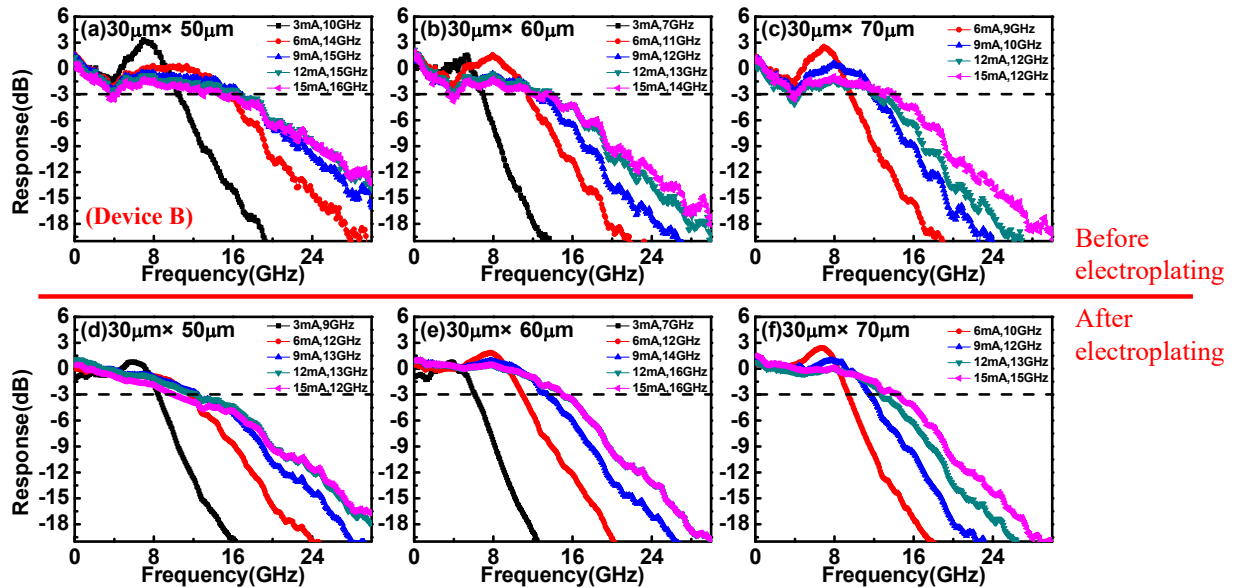 (a)30μm× 50μm
3mA,10GHz
6mA,14GHz
9mA,15GHz
12mA,15GHz
15mA,16GHz
(Device B)
Response(dB)
6
3
0
-3
-6
-9
-12
-15
-18
0 8 16 24
Frequency(GHz)
(b)30μm× 60μm
3mA,7GHz
6mA,11GHz
9mA,12GHz
12mA,13GHz
15mA,14GHz
6
3
0
-3
-6
-9
-12
-15
-18
0 8 16 24
Frequency(GHz)
(c)30μm× 70μm
6mA,9GHz
9mA,10GHz
12mA,12GHz
15mA,12GHz
6
3
0
-3
-6
-9
-12
-15
-18
0 8 16 24
Frequency(GHz)
Before
electroplating
After
electroplating
(d)30μm× 50μm
3mA,9GHz
6mA,12GHz
9mA,13GHz
12mA,13GHz
15mA,12GHz
Response(dB)
6
3
0
-3
-6
-9
-12
-15
-18
0 8 16 24
Frequency(GHz)
(e)30μm× 60μm
3mA,7GHz
6mA,12GHz
9mA,14GHz
12mA,16GHz
15mA,16GHz
6
3
0
-3
-6
-9
-12
-15
-18
0 8 16 24
Frequency(GHz)
(f)30μm× 70μm
6mA,10GHz
9mA,12GHz
12mA,13GHz
15mA,15GHz
6
3
0
-3
-6
-9
-12
-15
-18
0 8 16 24
Frequency(GHz)